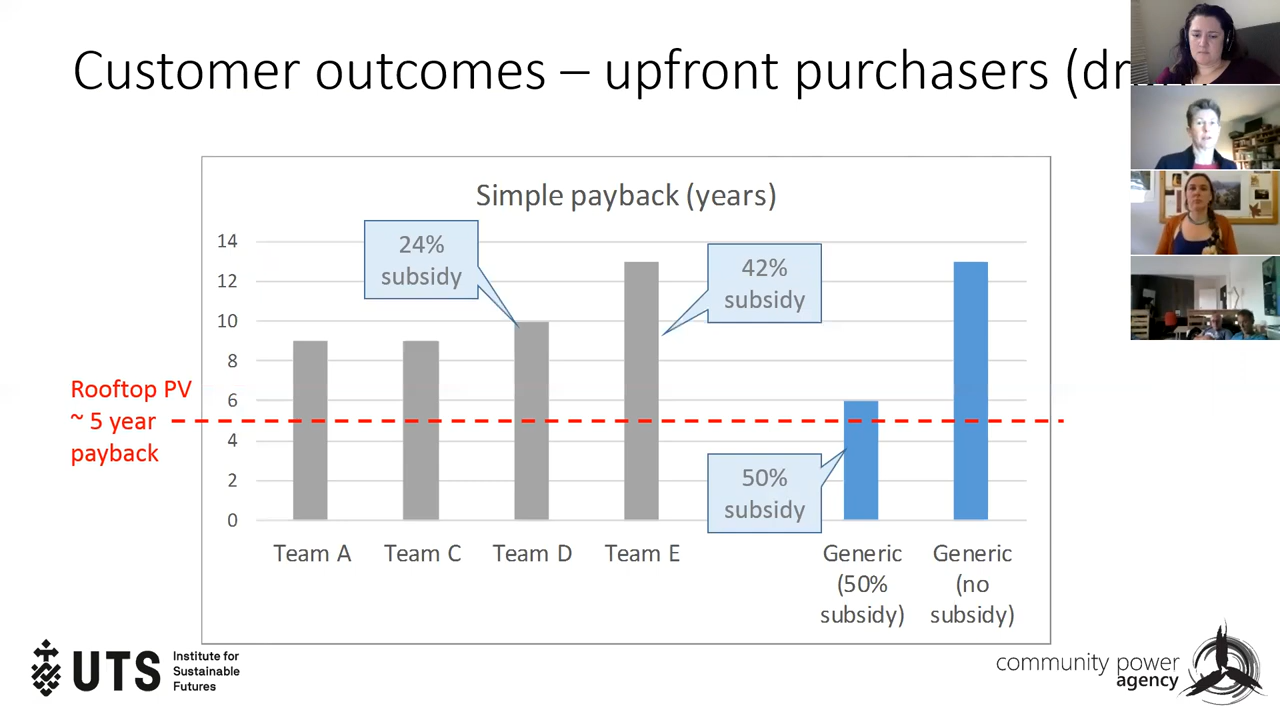 Customer outcomes – upfront purchasers
Simple payback (years)
14
12
10
8
6
4
2
0
24%
subsidy
42%
subsidy
50%
subsidy
Rooftop PV
~ 5 year
payback
Team A
Team C
Team D
Team E
Generic
(50%
subsidy)
Generic
(no
subsidy)
UTS
Institute for
Sustainable
Futures
community power
agency